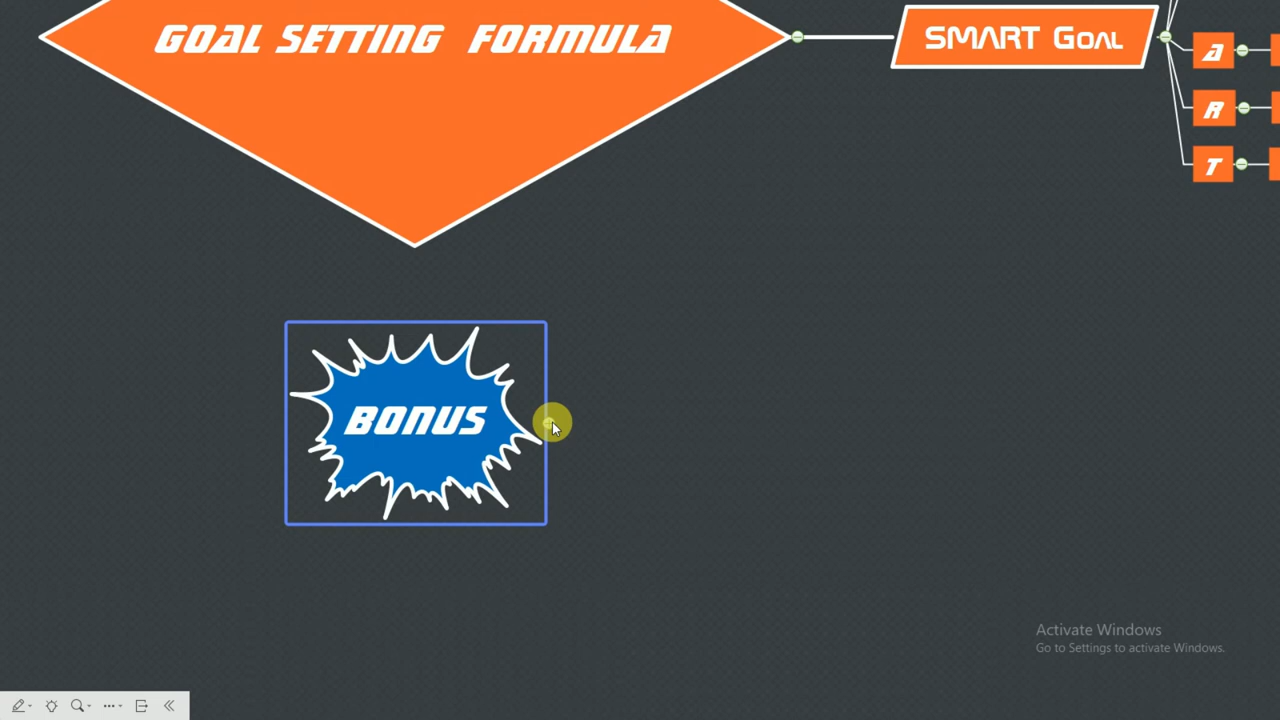 GOAL SETTING FORMULA
SMART GOAL
A
R
T
BONUS
Activate Windows
Go to Settings to activate Windows.